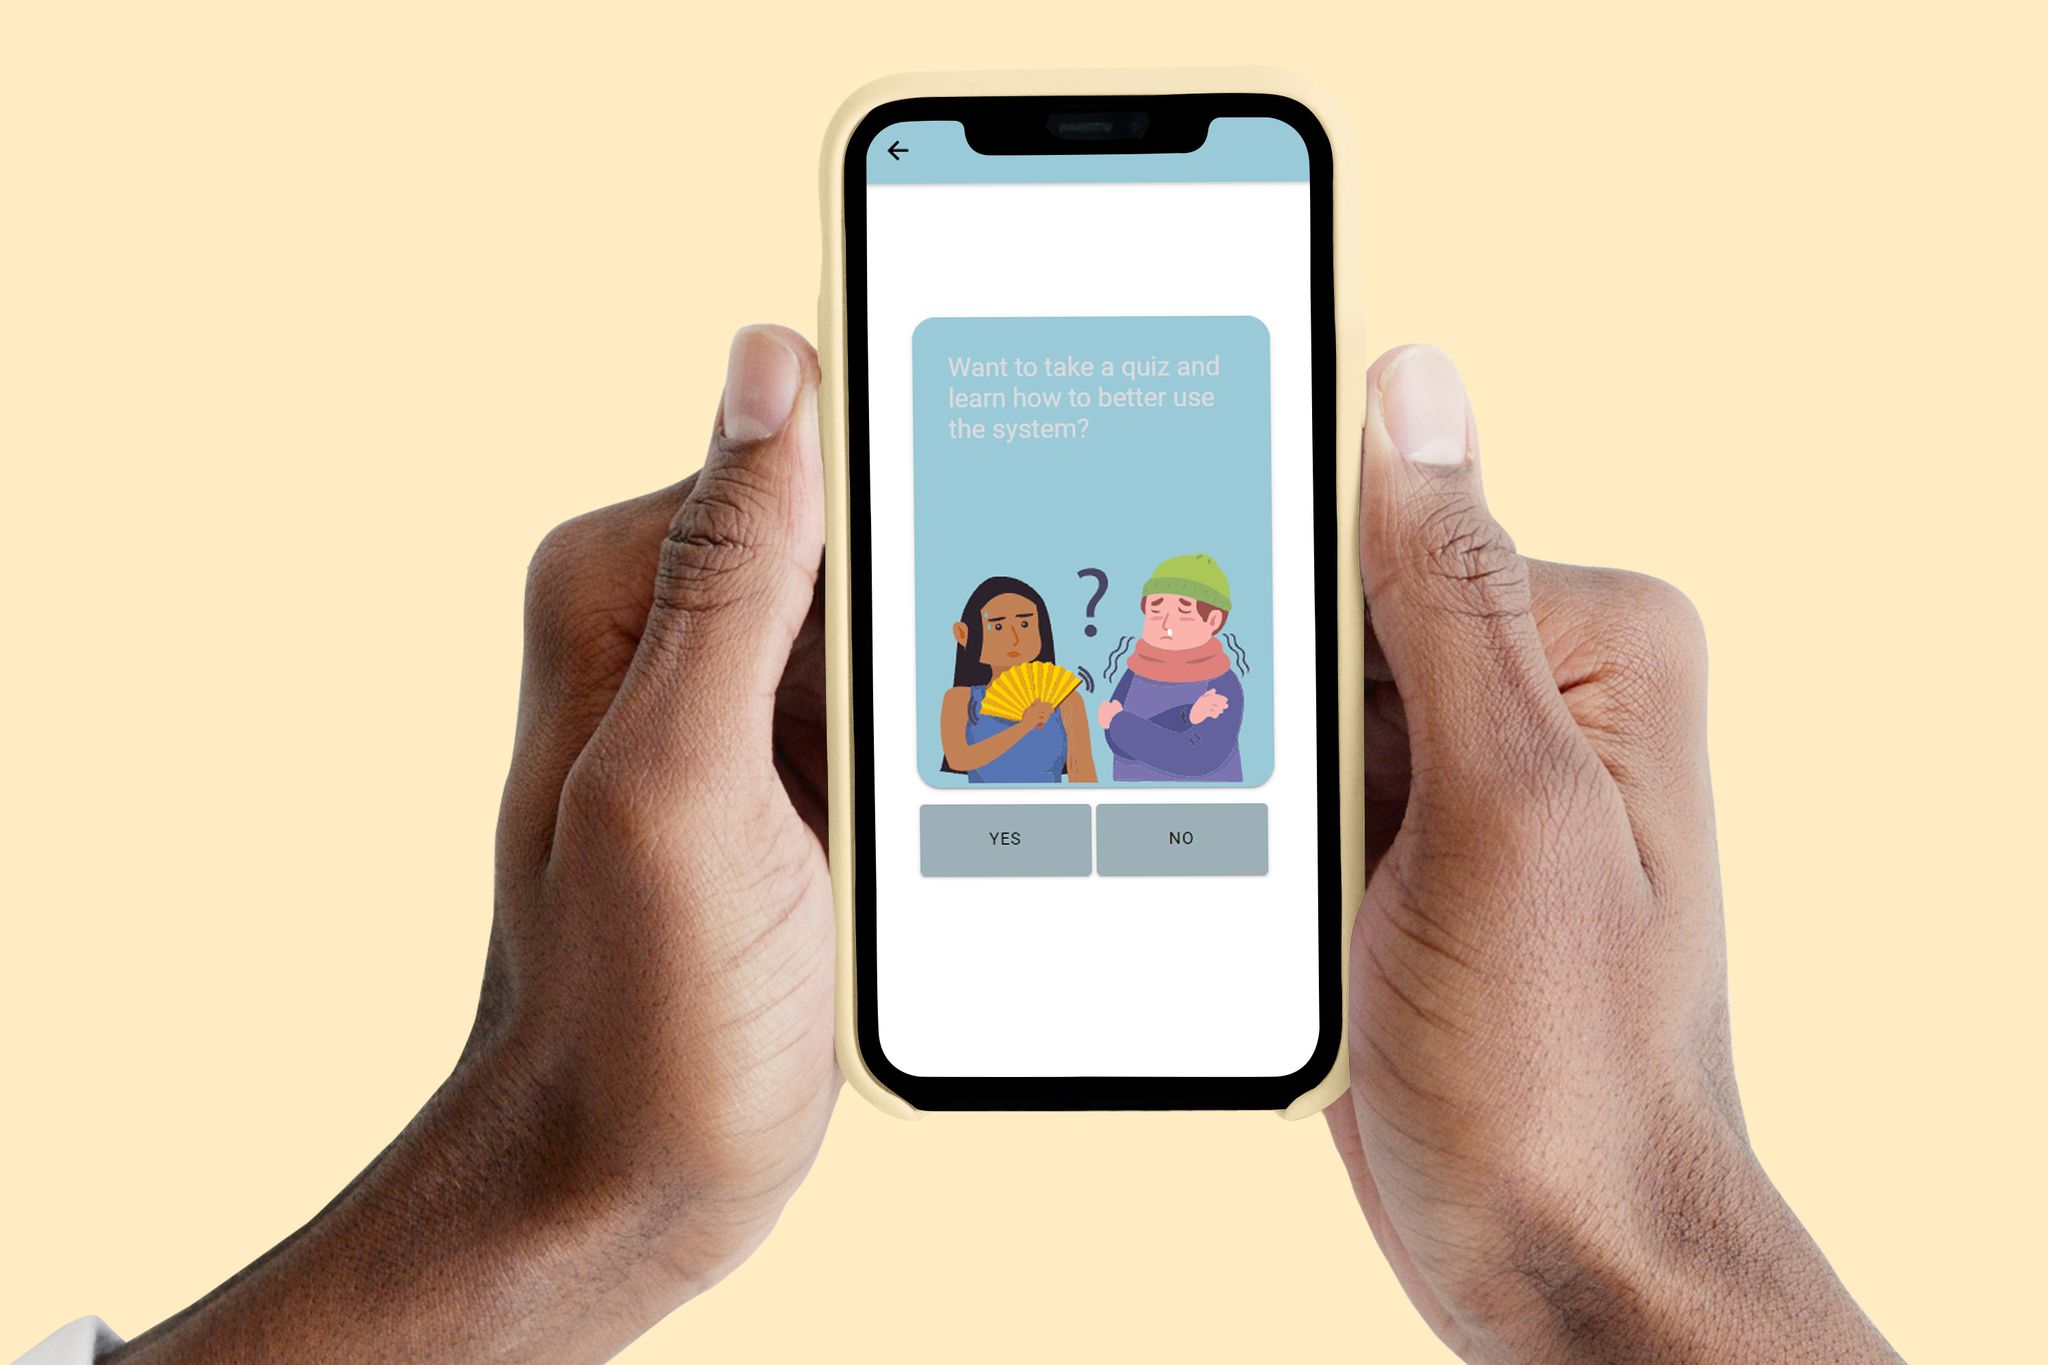 Want to take a quiz and
learn how to better use
the system?
?
YES
NO